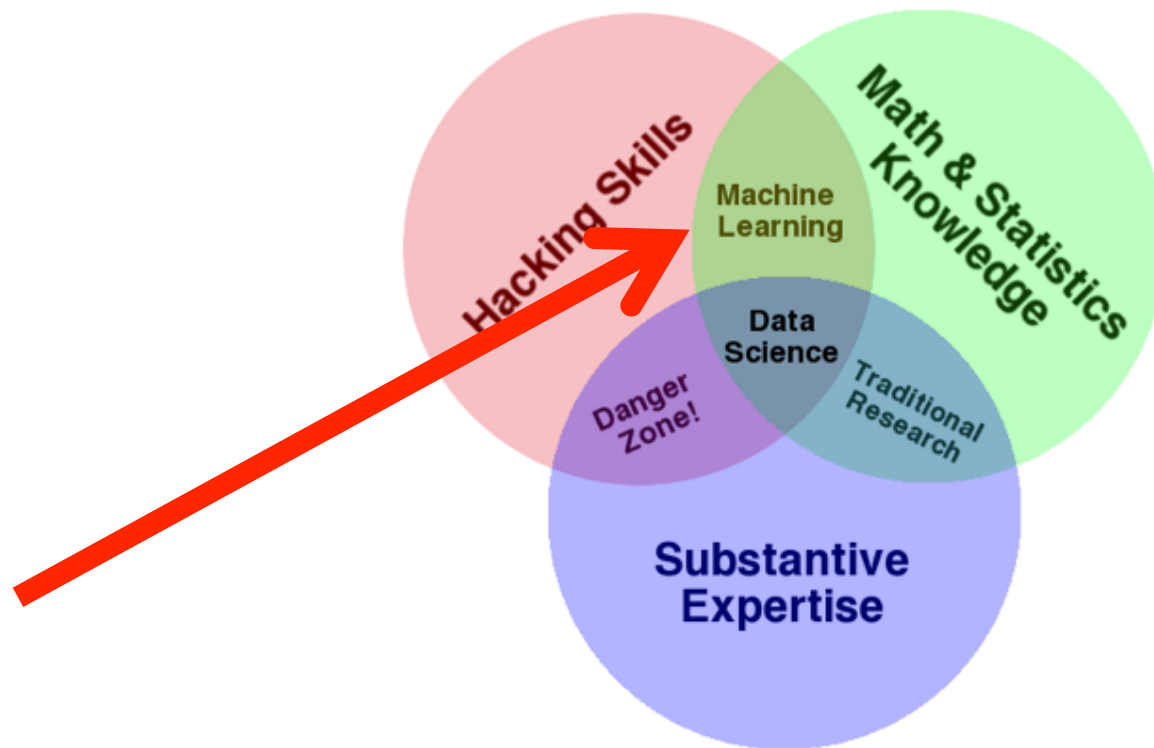 Hacking Skills
Math & Statistics
Knowledge
Machine
Learning
Data
Science
Danger
Zone!
Traditional
Research
Substantive
Expertise